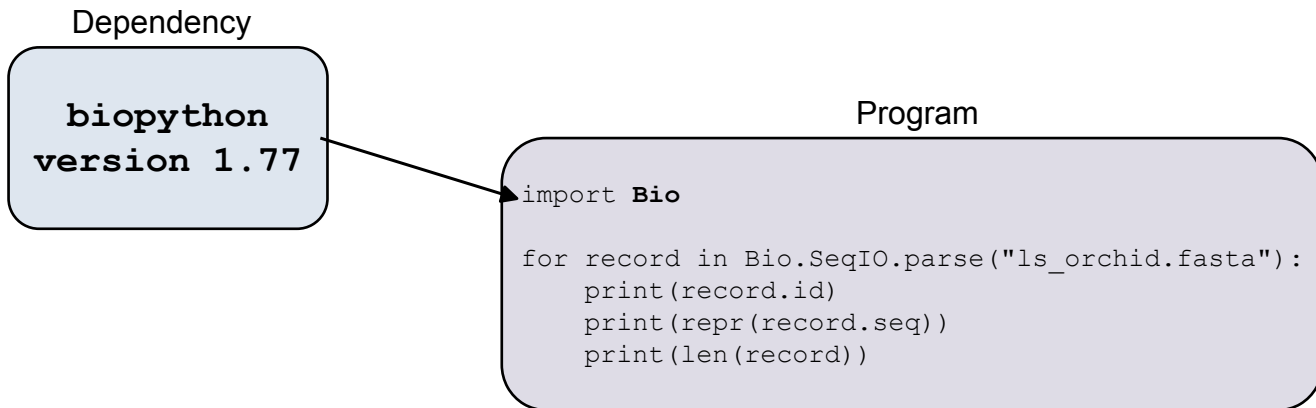 Dependency
biopython
version 1.77
Program
import Bio
for record in Bio.SeqIO.parse("ls_orchid.fasta"):
    print(record.id)
    print(repr(record.seq))
    print(len(record))